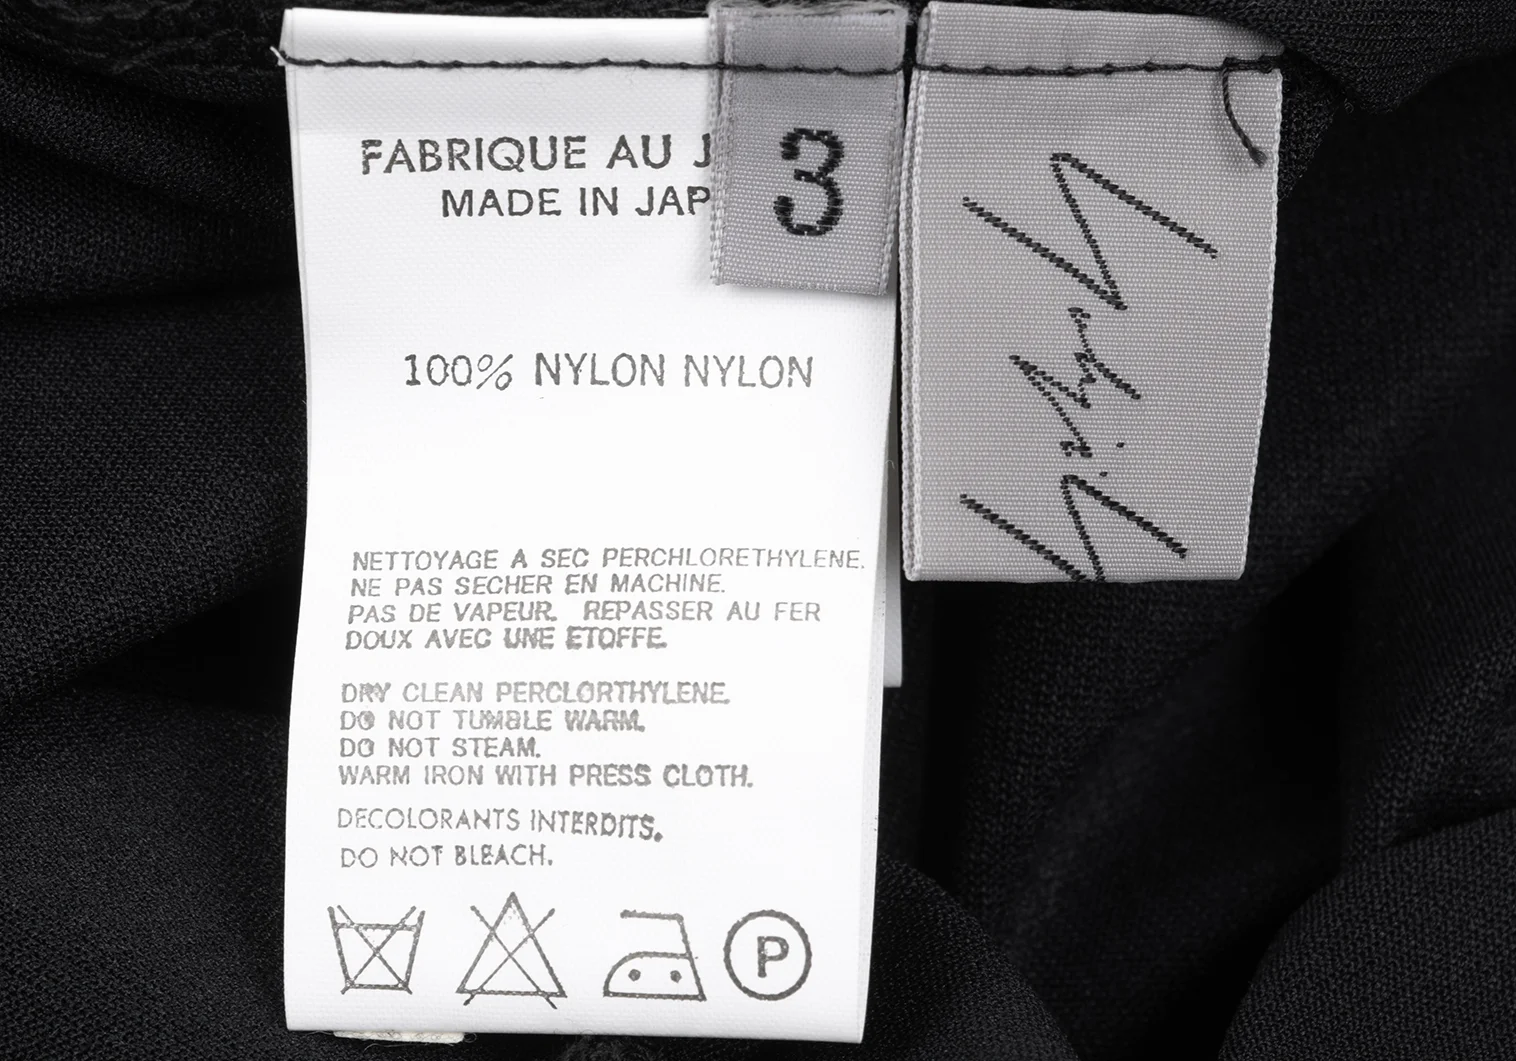 FABRIQUE AU J
MADE IN JAP
3
100% NYLON NYLON
NETTOYAGE A SEC PERCHLORETHYLENE.
NE PAS SECHER EN MACHINE.
PAS DE VAPEUR. REPASSER AU FER
DOUX AVEC UNE ETOFFE.
DRY CLEAN PERCLORTHYLENE.
DO NOT TUMBLE WARM.
DO NOT STEAM.
WARM IRON WITH PRESS CLOTH.
DECOLORANTS INTERDITS.
DO NOT BLEACH.
P